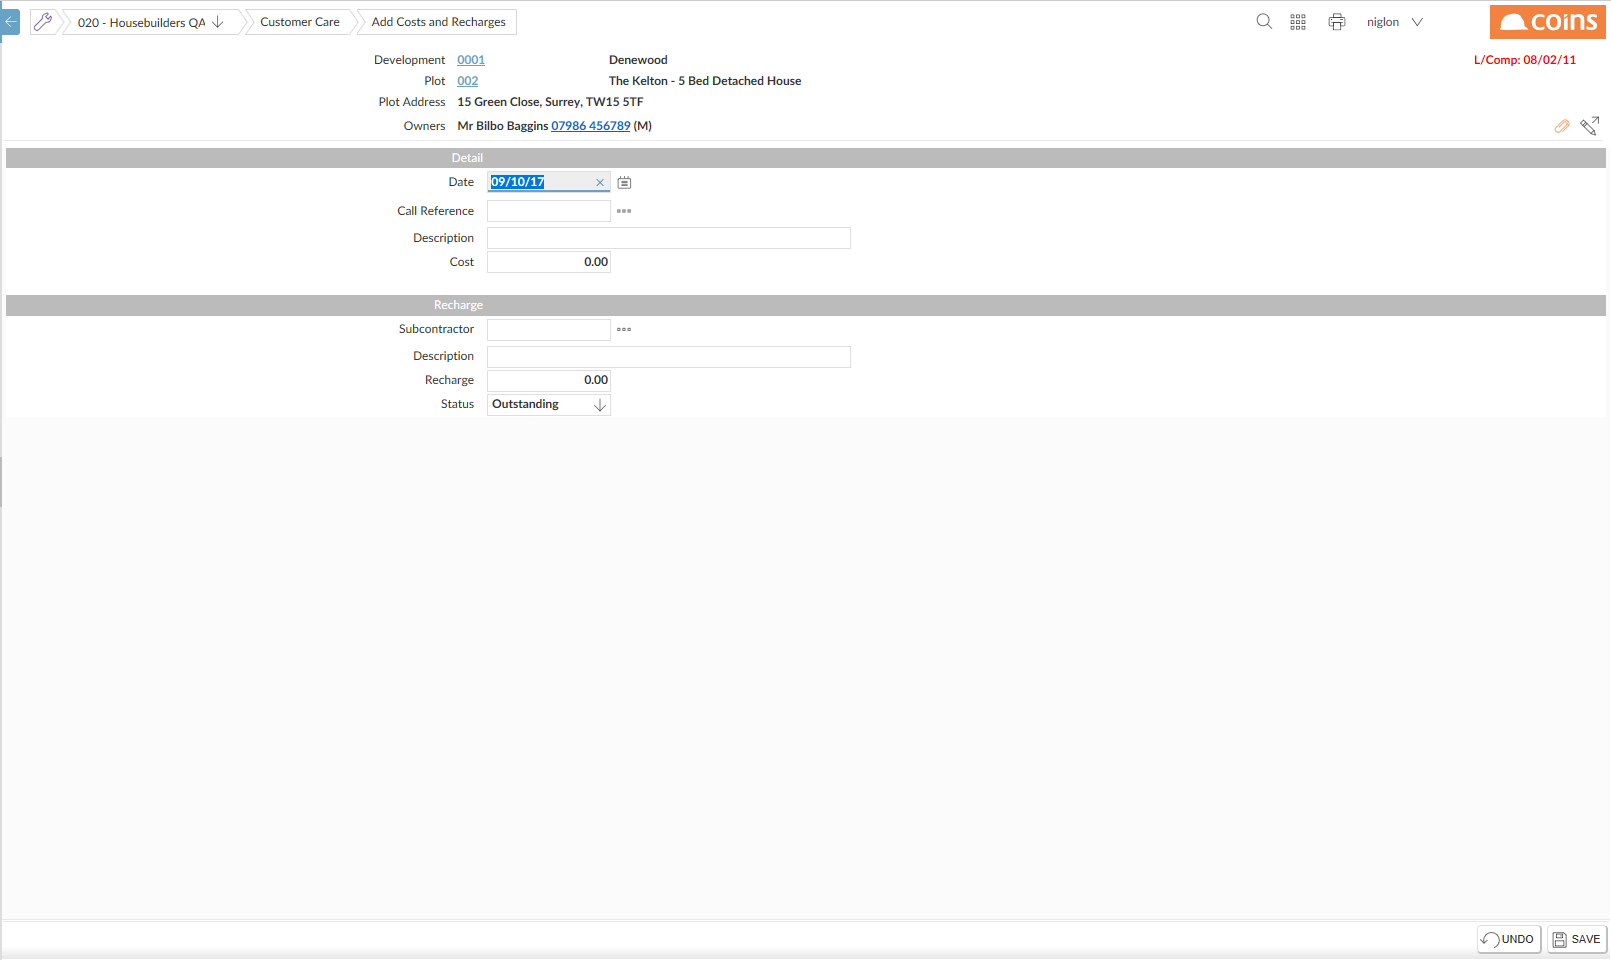 020 - Housebuilders QA Customer Care Add Costs and Recharges niglon coins
Development 0001 Denewood L/Comp: 08/02/11
Plot 002 The Kelton - 5 Bed Detached House
Plot Address 15 Green Close, Surrey, TW15 5TF
Owners Mr Bilbo Baggins 07986 456789 (M)
Detail
Date 09/10/17
Call Reference
Description
Cost 0.00
Recharge
Subcontractor
Description
Recharge 0.00
Status Outstanding
UNDO SAVE